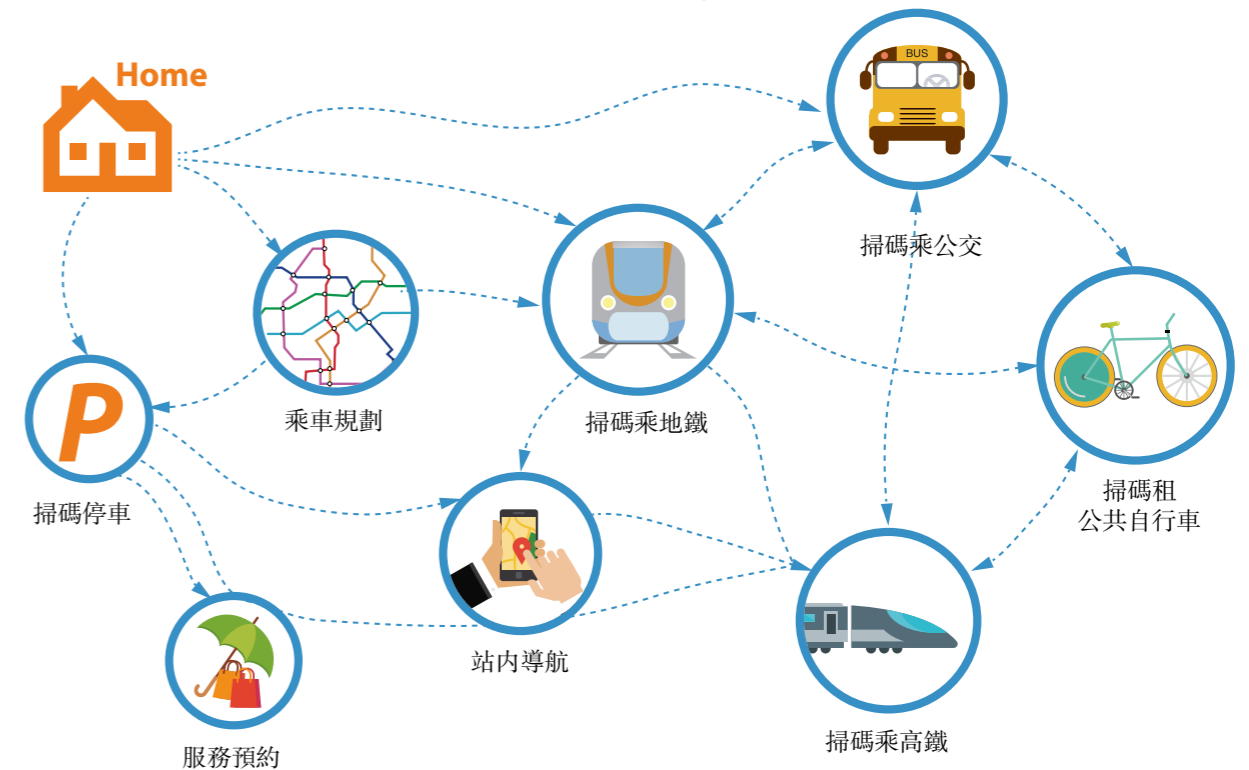 Home
BUS
掃碼乘公交
乘車規劃
掃碼乘地鐵
P
掃碼停車
掃碼租
公共自行車
站内導航
服務預約
掃碼乘高鐵